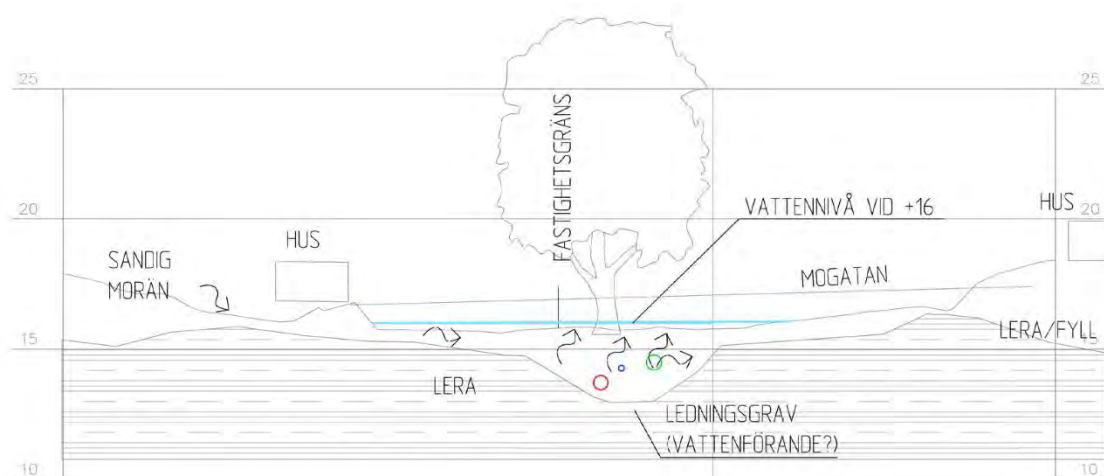 25
25
FASTIGHETSGRÄNS
20
VATTENNIVÅ VID +16
HUS
20
HUS
SANDIG
MORÄN
MOGATAN
15
LERA/FYLL
15
LERA
LEDNINGSGRAV
(VATTENFÖRANDE?)
10
10